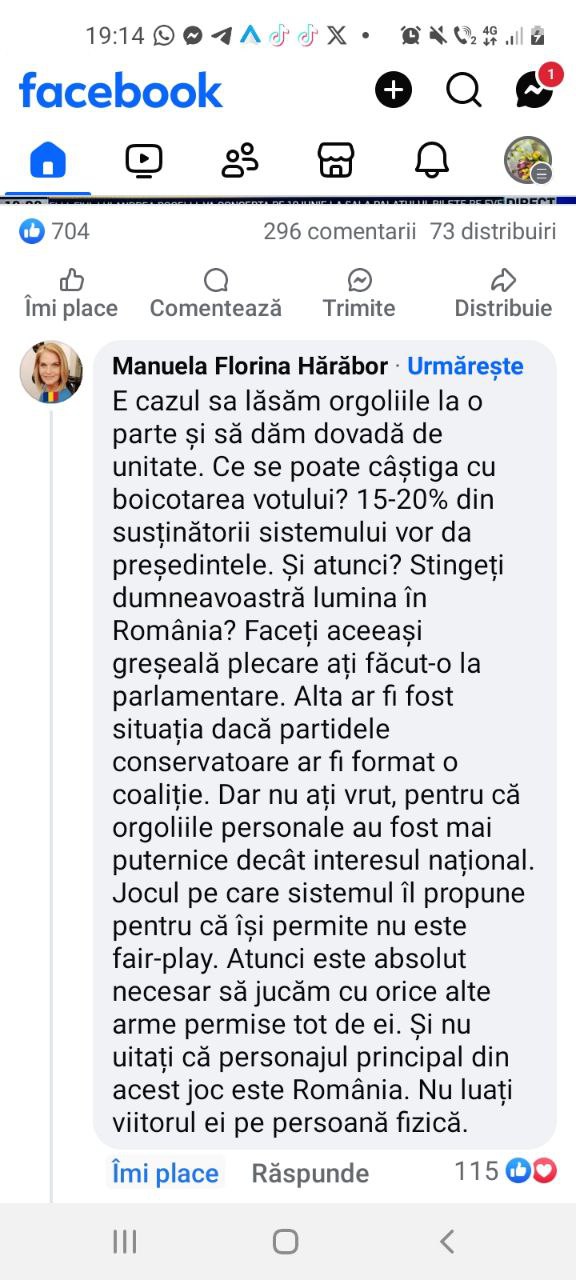 19:14
4G
facebook
1
DIRECT
704 296 comentarii 73 distribuiri
Îmi place Comentează Trimite Distribuie
Manuela Florina Hărăbor · Urmărește
E cazul sa lăsăm orgoliile la o
parte și să dăm dovadă de
unitate. Ce se poate câștiga cu
boicotarea votului? 15-20% din
susținătorii sistemului vor da
președintele. Și atunci? Stingeți
dumneavoastră lumina în
România? Faceți aceeași
greșeală plecare ați făcut-o la
parlamentare. Alta ar fi fost
situația dacă partidele
conservatoare ar fi format o
coaliție. Dar nu ați vrut, pentru că
orgoliile personale au fost mai
puternice decât interesul național.
Jocul pe care sistemul îl propune
pentru că își permite nu este
fair-play. Atunci este absolut
necesar să jucăm cu orice alte
arme permise tot de ei. Și nu
uitați că personajul principal din
acest joc este România. Nu luați
viitorul ei pe persoană fizică.
Îmi place Răspunde 115